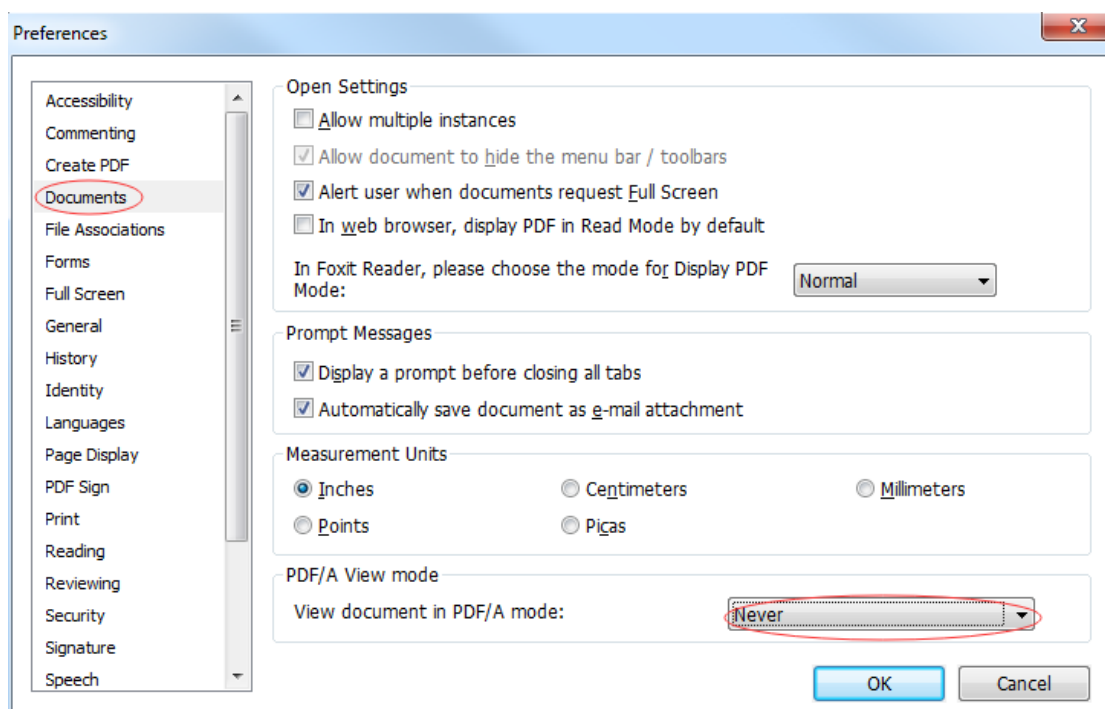 Preferences
Accessibility
Commenting
Create PDF
Documents
File Associations
Forms
Full Screen
General
History
Identity
Languages
Page Display
PDF Sign
Print
Reading
Reviewing
Security
Signature
Speech
Open Settings
Allow multiple instances
Allow document to hide the menu bar / toolbars
Alert user when documents request Full Screen
In web browser, display PDF in Read Mode by default
In Foxit Reader, please choose the mode for Display PDF
Mode:
Normal
Prompt Messages
Display a prompt before closing all tabs
Automatically save document as e-mail attachment
Measurement Units
Inches
Centimeters
Millimeters
Points
Picas
PDF/A View mode
View document in PDF/A mode:
Never
OK
Cancel